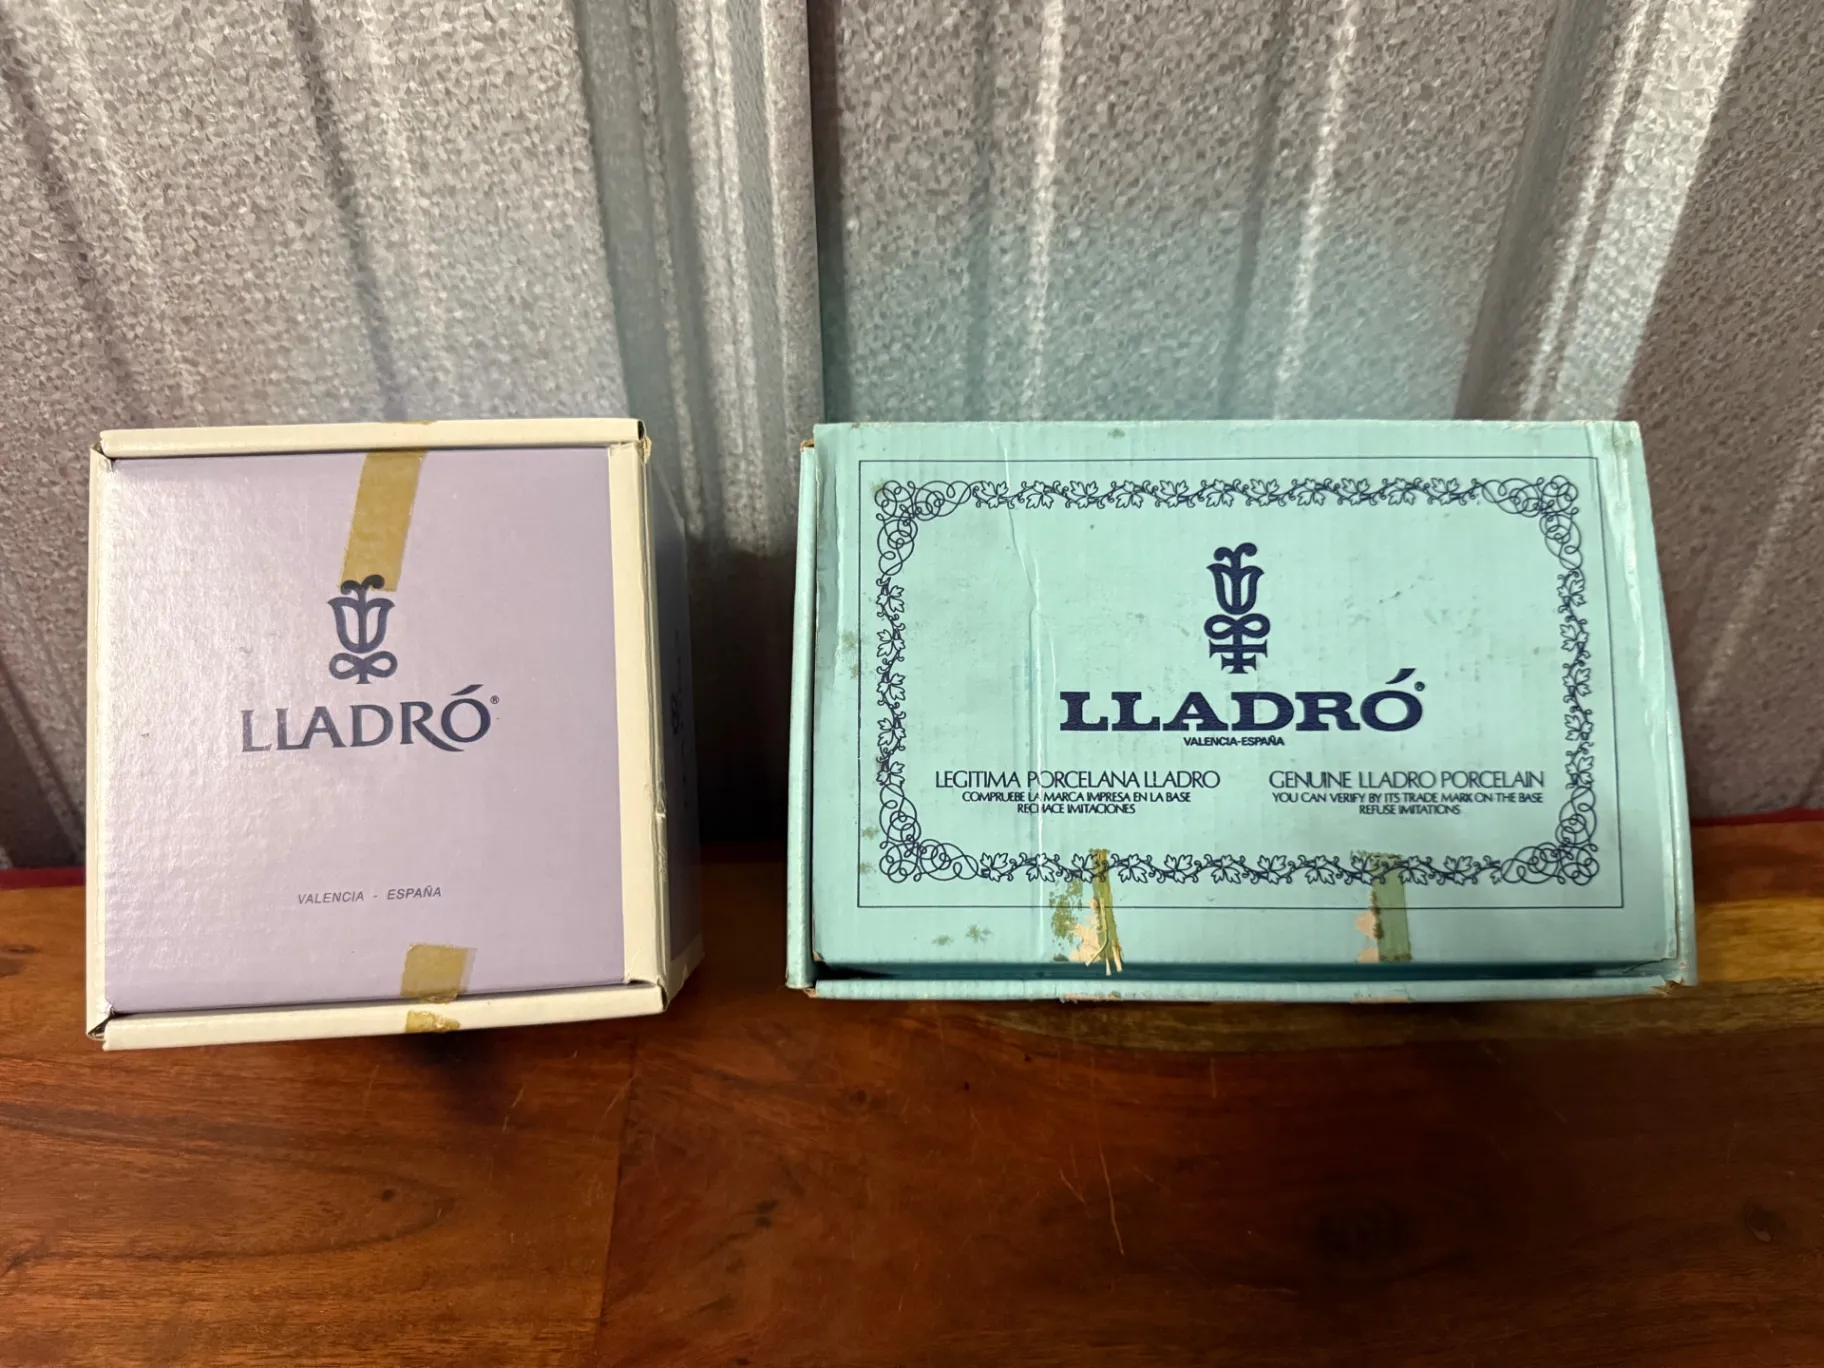 LLADRÓ®
VALENCIA - ESPAÑA
LLADRÓ®
VALENCIA-ESPAÑA
LEGITIMA PORCELANA LLADRO
COMPRUEBE LA MARCA IMPRESA EN LA BASE
RECHACE IMITACIONES
GENUINE LLADRO PORCELAIN
YOU CAN VERIFY BY ITS TRADE MARK ON THE BASE
REFUSE IMITATIONS